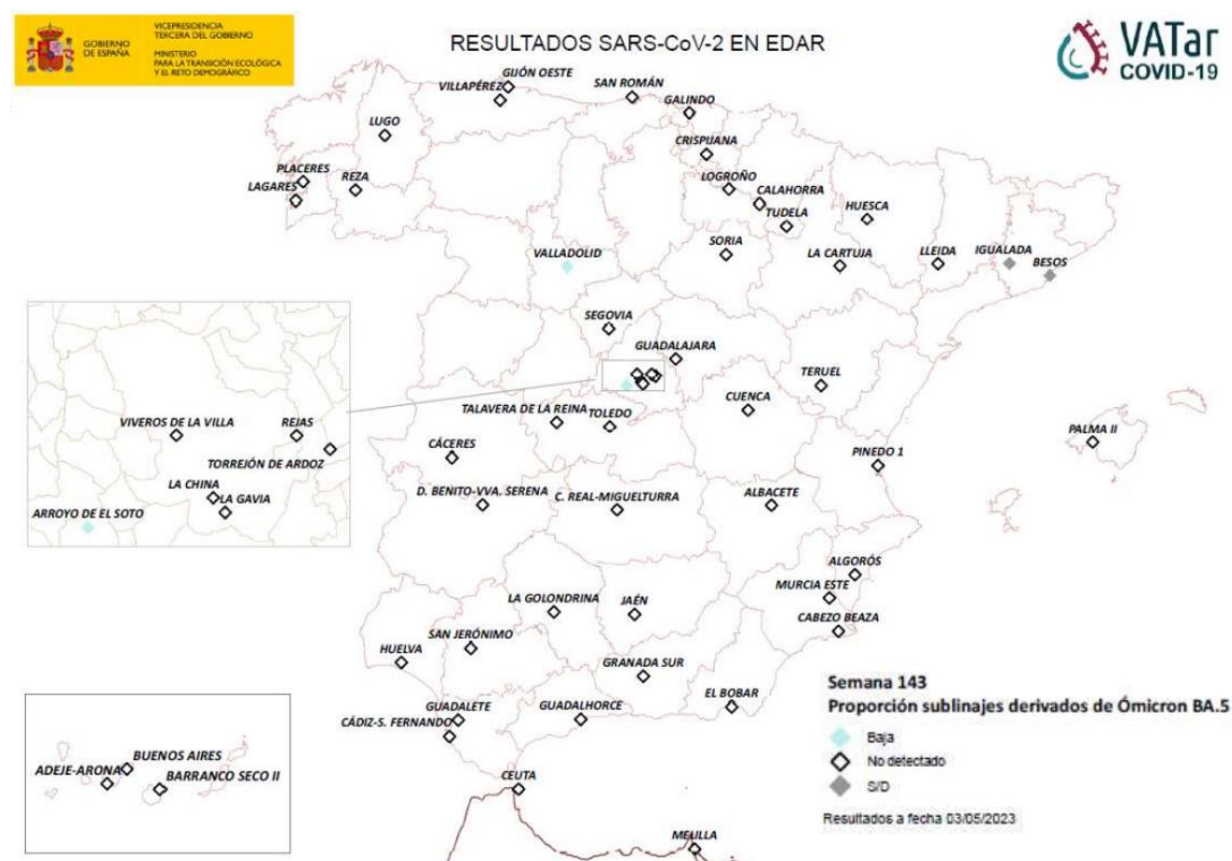 GOBIERNO
DE ESPAÑA
VICEPRESIDENCIA
TERCERA DEL GOBIERNO
MINISTERIO
PARA LA TRANSICIÓN ECOLÓGICA
Y EL RETO DEMOGRÁFICO
RESULTADOS SARS-CoV-2 EN EDAR
VATar
COVID-19
GIJÓN OESTE
VILLAPÉREZ
SAN ROMÁN
GALINDO
LUGO
CRISPIJANA
PLACERES
REZA
LAGARES
LOGROÑO
CALAHORRA
TUDELA
HUESCA
SORIA
LA CARTUJA
LLEIDA
IGUALADA
BESOS
VALLADOLID
SEGOVIA
GUADALAJARA
TERUEL
CUENCA
TALAVERA DE LA REINA
TOLEDO
PALMA II
CÁCERES
PINEDO 1
D. BENITO-VVA. SERENA
C. REAL-MIGUELTURRA
ALBACETE
VIVEROS DE LA VILLA
REJAS
TORREJÓN DE ARDOZ
LA CHINA
LA GAVIA
ARROYO DE EL SOTO
ALGORÓS
MURCIA ESTE
CABEZO BEAZA
LA GOLONDRINA
JAÉN
SAN JERÓNIMO
HUELVA
GRANADA SUR
EL BOBAR
GUADALETE
GUADALHORCE
CÁDIZ-S. FERNANDO
CEUTA
MELILLA
BUENOS AIRES
ADEJE-ARONA
BARRANCO SECO II
Semana 143
Proporción sublinajes derivados de Ómicron BA.5
Baja
No detectado
S/D
Resultados a fecha 03/05/2023